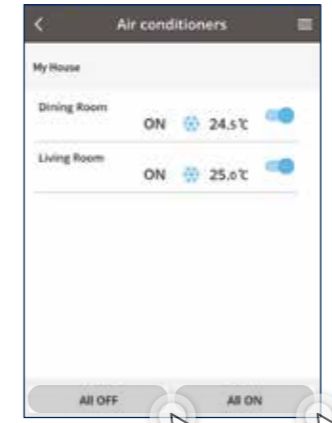 Air conditioners
My House
Dining Room
ON 24.5℃
Living Room
ON 25.0℃
All OFF All ON